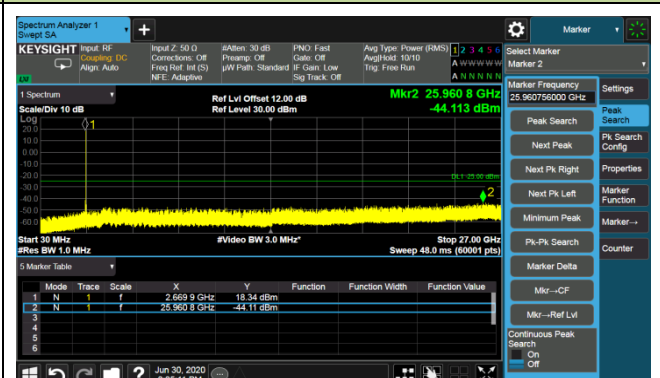 Spectrum Analyzer 1
Swept SA
+
Marker
KEYSIGHT
Input: RF
Coupling: DC
Align: Auto
Input Z: 50 Ω
Corrections: Off
Freq Ref: Int (S)
NFE: Adaptive
#Atten: 30 dB
Preamp: Off
µW Path: Standard
PNO: Fast
Gate: Off
IF Gain: Low
Sig Track: Off
Avg Type: Power (RMS)
Avg|Hold: 10/10
Trig: Free Run
1 2 3 4 5 6
A W W W W W
A N N N N N
Select Marker
Marker 2
1 Spectrum
Scale/Div 10 dB
Ref Lvl Offset 12.00 dB
Ref Level 30.00 dBm
Mkr2 25.960 8 GHz
-44.113 dBm
Log
20.0
10.0
0.00
-10.0
-20.0
-30.0
-40.0
-50.0
-60.0
1
DL1 -25.00 dBm
2
Start 30 MHz
#Res BW 1.0 MHz
#Video BW 3.0 MHz*
Stop 27.00 GHz
Sweep 48.0 ms (60001 pts)
5 Marker Table
Mode Trace Scale X Y Function Function Width Function Value
1 N 1 f 2.669 9 GHz 18.34 dBm
2 N 1 f 25.960 8 GHz -44.11 dBm
3
4
5
6
Marker Frequency
25.960756000 GHz
Peak Search
Next Peak
Next Pk Right
Next Pk Left
Minimum Peak
Pk-Pk Search
Marker Delta
Mkr→CF
Mkr→Ref Lvl
Continuous Peak
Search
On
Off
Settings
Peak
Search
Pk Search
Config
Properties
Marker
Function
Marker→
Counter
?
Jun 30, 2020